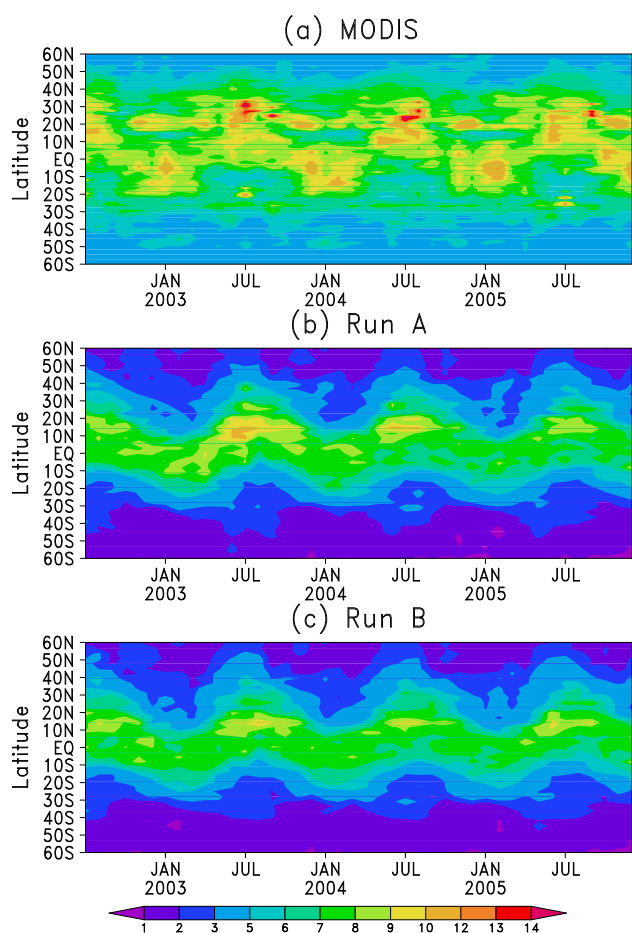 (a) MODIS
60N
50N
40N
30N
20N
10N
EQ
10S
20S
30S
40S
50S
60S
Latitude
JAN JUL JAN JUL JAN JUL
2003 2004 2005
(b) Run A
60N
50N
40N
30N
20N
10N
EQ
10S
20S
30S
40S
50S
60S
Latitude
JAN JUL JAN JUL JAN JUL
2003 2004 2005
(c) Run B
60N
50N
40N
30N
20N
10N
EQ
10S
20S
30S
40S
50S
60S
Latitude
JAN JUL JAN JUL JAN JUL
2003 2004 2005
1 2 3 5 6 7 8 9 10 12 13 14